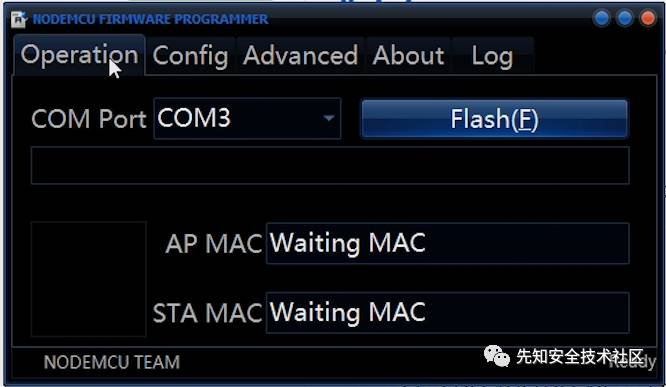 NODEMCU FIRMWARE PROGRAMMER
Operation Config Advanced About Log
COM Port COM3 Flash(F)
AP MAC Waiting MAC
STA MAC Waiting MAC
NODEMCU TEAM Ready
先知安全技术社区